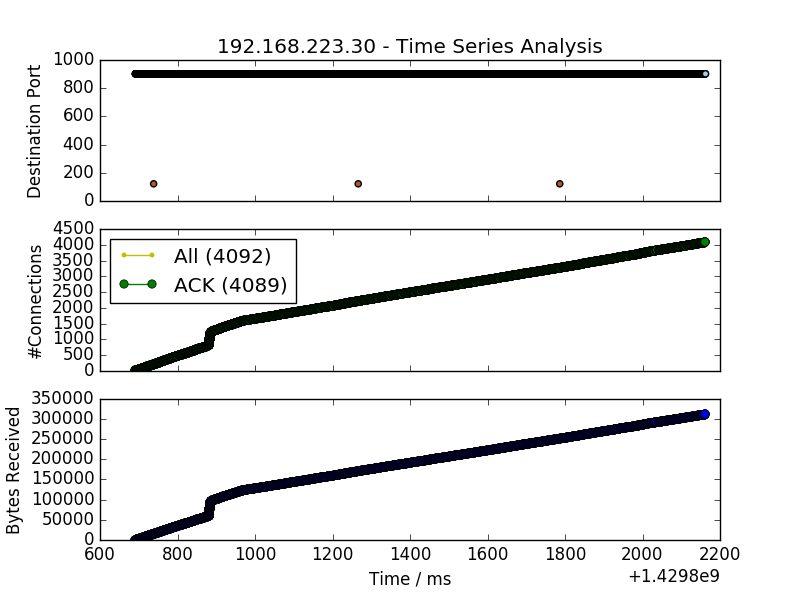 192.168.223.30 - Time Series Analysis
1000
800
600
400
200
0
Destination Port
4500
4000
3500
3000
2500
2000
1500
1000
500
0
#Connections
All (4092)
ACK (4089)
350000
300000
250000
200000
150000
100000
50000
0
Bytes Received
600 800 1000 1200 1400 1600 1800 2000 2200
Time / ms
+1.4298e9